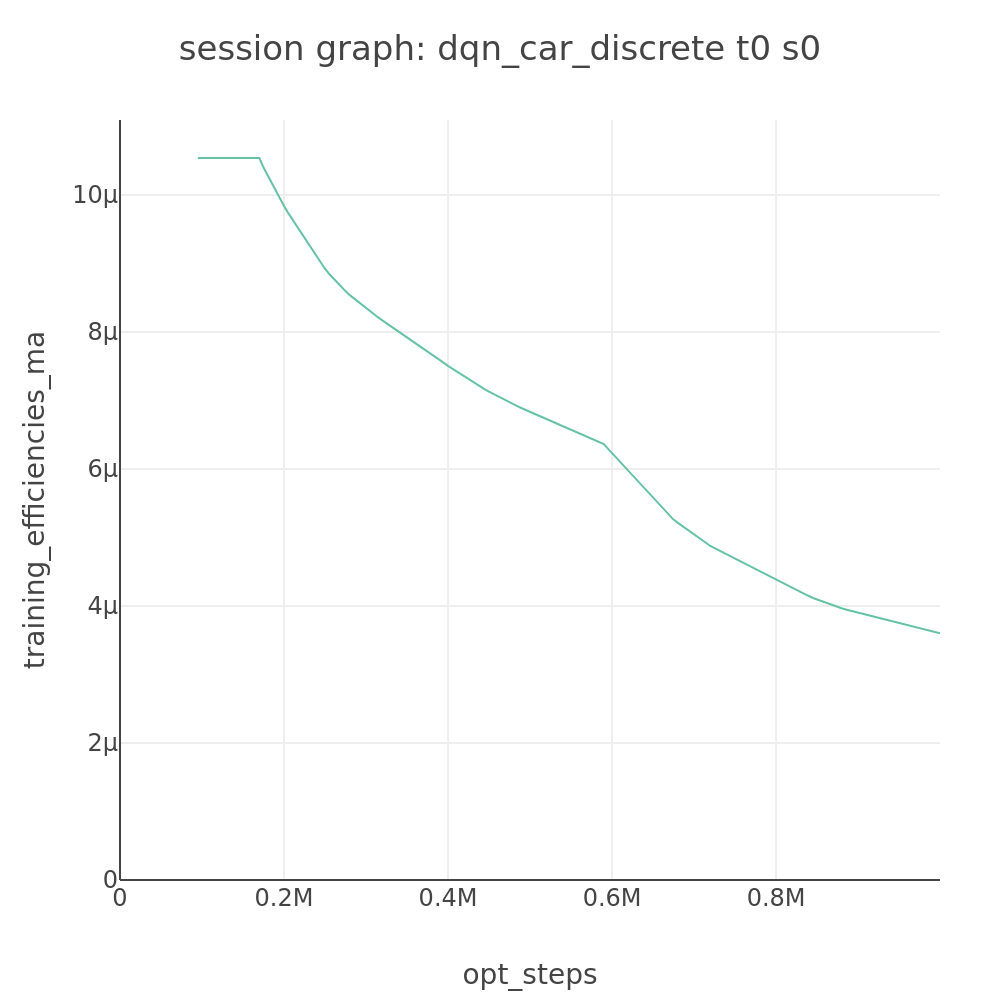 session graph: dqn_car_discrete t0 s0
training_efficiencies_ma
10μ
8μ
6μ
4μ
2μ
0
0
0.2M
0.4M
0.6M
0.8M
opt_steps